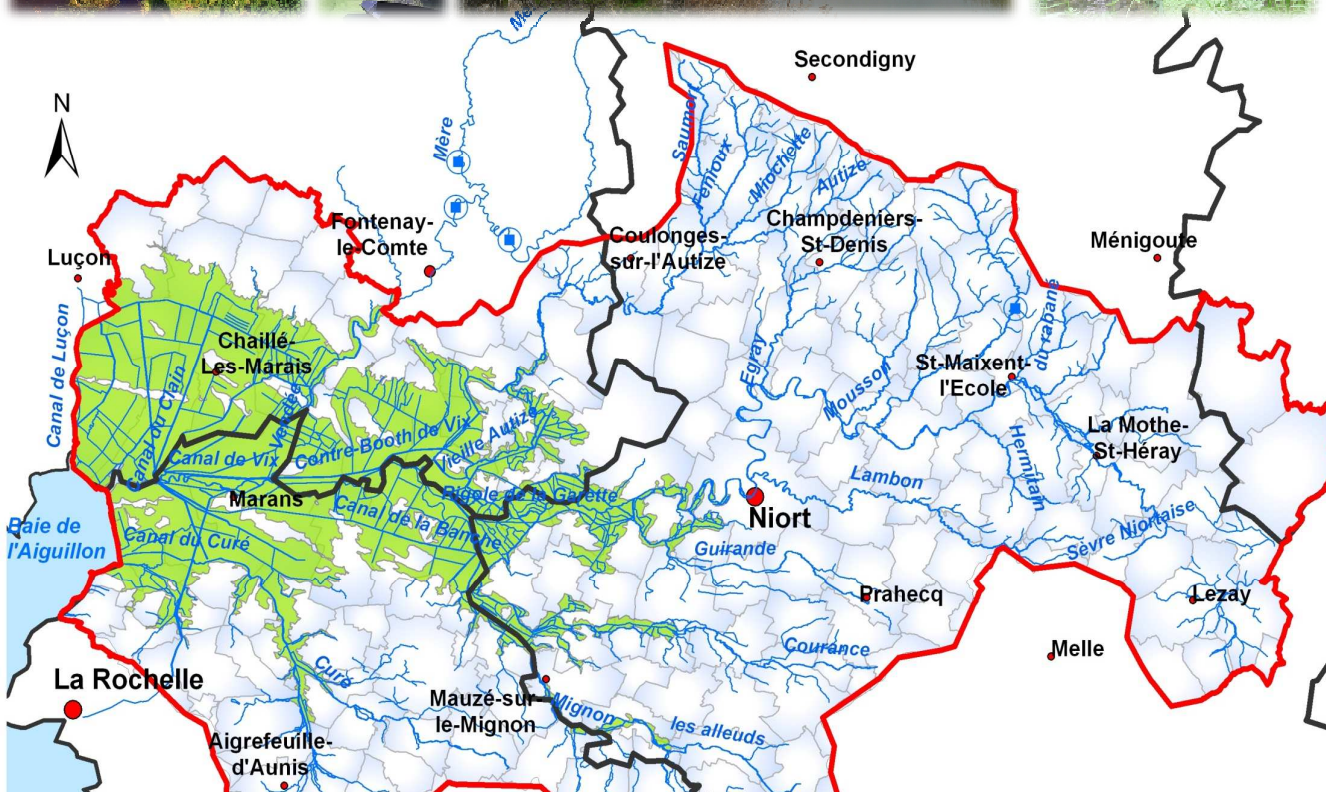 Mè
Secondigny
N
Saumort
Mère
Fenioux
Miochette
Autize
Fontenay-
le-Comte
Coulonges-
sur-l'Autize
Champdeniers-
St-Denis
Ménigoute
Luçon
Canal de Luçon
Chaillé-
Les-Marais
Canal du Clain
Vendée
Egray
Mousson
St-Maixent-
l'Ecole
du rabané
La Mothe-
St-Héray
Hermitan
Contre-Booth de Vix
Vieille Autize
Canal de Vix
Marans
Rigole de la Garette
Canal de la Banche
Niort
Lambon
Baie de
l'Aiguillon
Canal du Curé
Guirande
Sèvre Niortaise
Prahecq
Lezay
Courance
Melle
La Rochelle
Curé
Mauzé-sur
le-Mignon
Mignon
les alleuds
Aigrefeuille-
d'Aunis